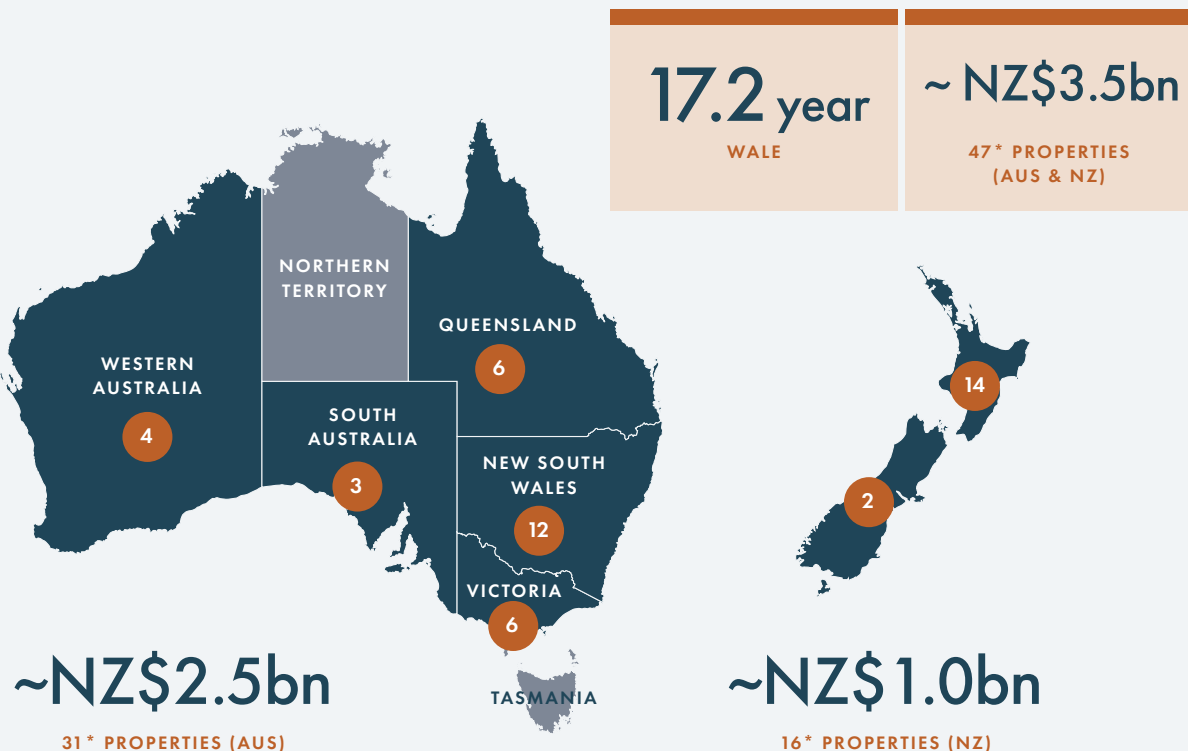 17.2 year
WALE
~ NZ$3.5bn
47* PROPERTIES
(AUS & NZ)
NORTHERN
TERRITORY
QUEENSLAND
6
WESTERN
AUSTRALIA
4
SOUTH
AUSTRALIA
3
NEW SOUTH
WALES
12
VICTORIA
6
TASMANIA
14
2
~NZ$2.5bn
31* PROPERTIES (AUS)
~NZ$1.0bn
16* PROPERTIES (NZ)